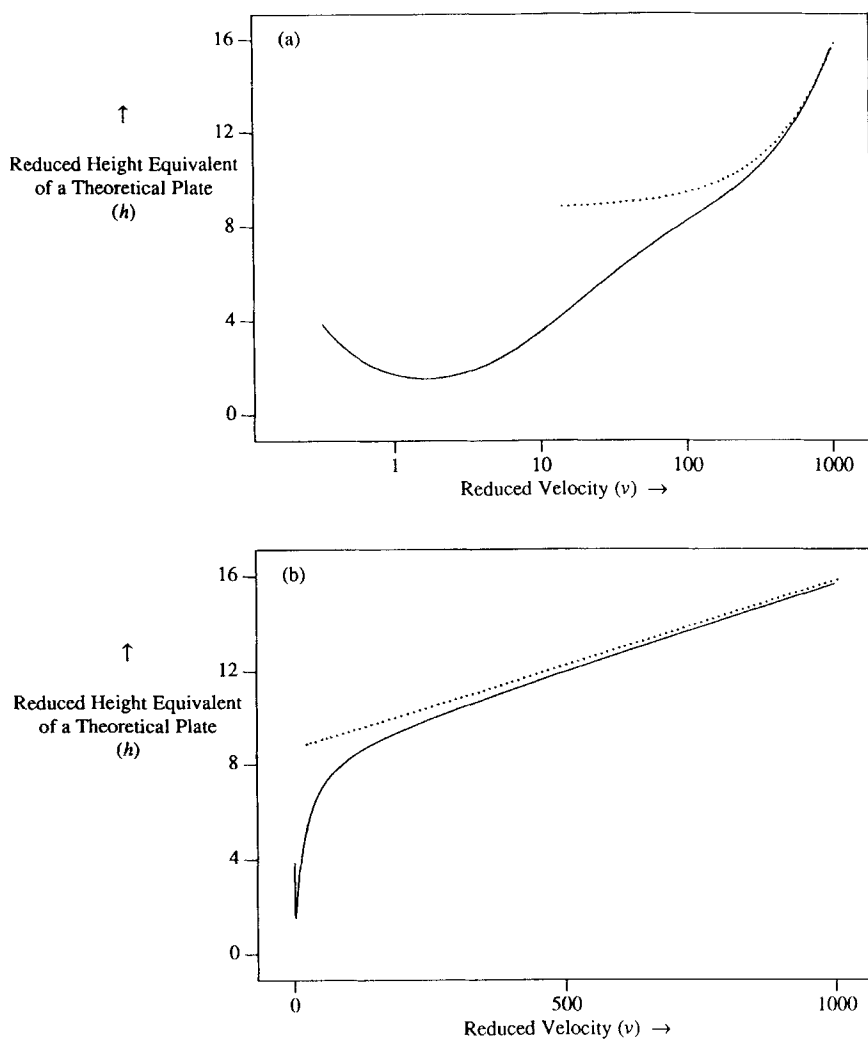 (a)
16
12
8
4
0
↑
Reduced Height Equivalent
of a Theoretical Plate
(h)
1 10 100 1000
Reduced Velocity (v) →
(b)
16
12
8
4
0
↑
Reduced Height Equivalent
of a Theoretical Plate
(h)
0 500 1000
Reduced Velocity (v) →